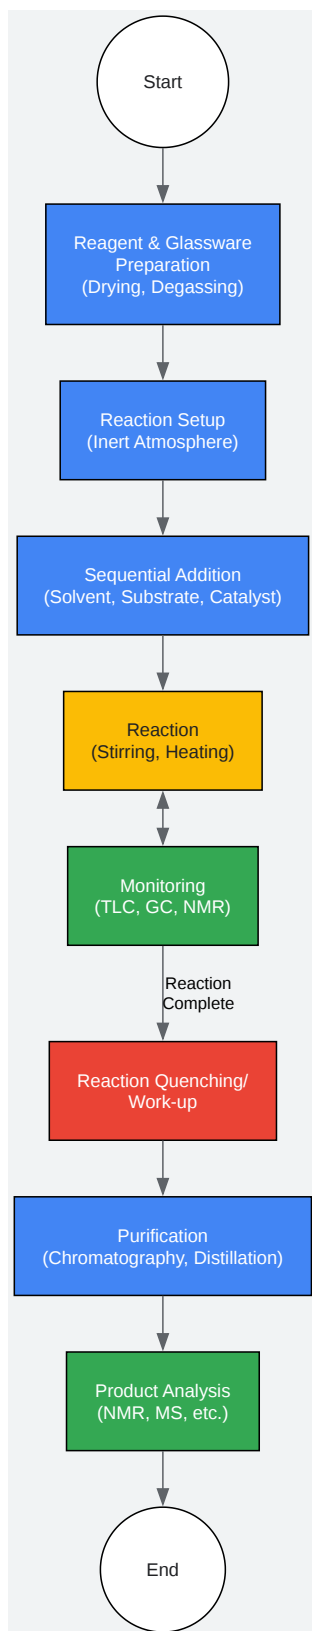 Start
Reagent & Glassware
Preparation
(Drying, Degassing)
Reaction Setup
(Inert Atmosphere)
Sequential Addition
(Solvent, Substrate, Catalyst)
Reaction
(Stirring, Heating)
Monitoring
(TLC, GC, NMR)
Reaction
Complete
Reaction Quenching/
Work-up
Purification
(Chromatography, Distillation)
Product Analysis
(NMR, MS, etc.)
End